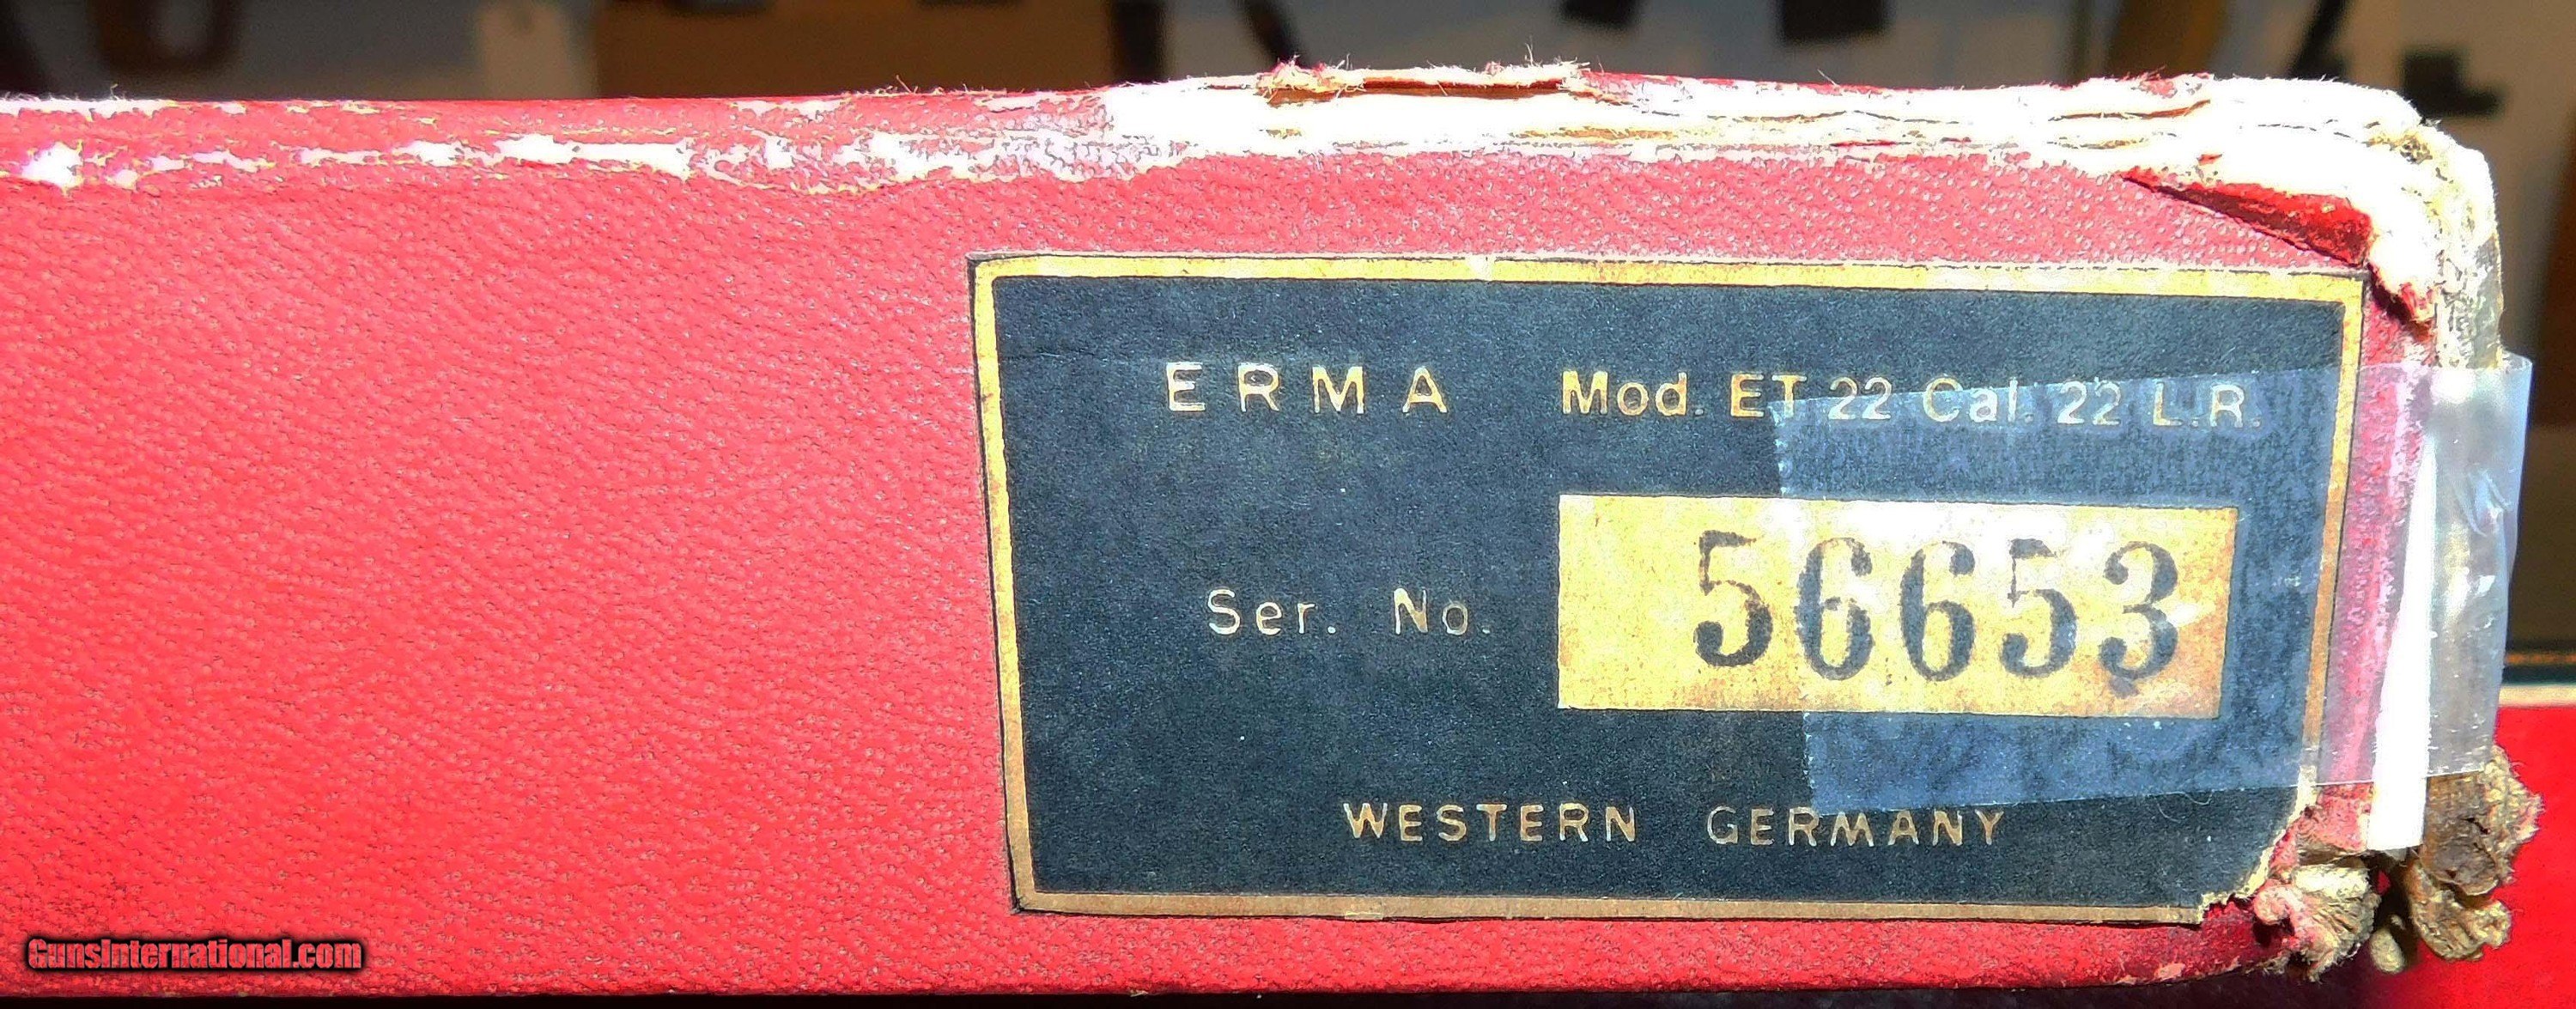 ERMA Mod. ET 22 Cal. 22 L.R.
Ser. No. 56653
WESTERN GERMANY
GunsInternational.com